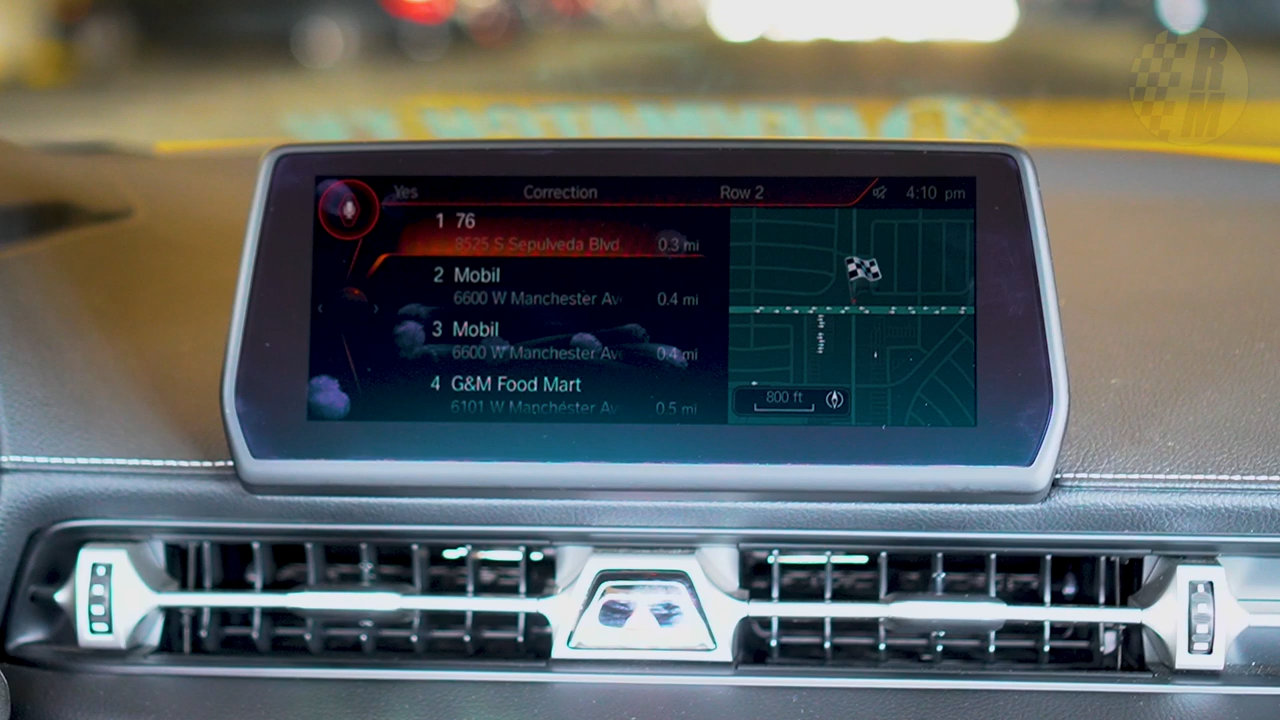 Yes Correction Row 2 4:10 pm
1 76
8525 S Sepulveda Blvd 0.3 mi
2 Mobil
6600 W Manchester Av 0.4 mi
3 Mobil
6600 W Manchester Av 0.4 mi
4 G&M Food Mart
6101 W Manchester Av 0.5 mi
800 ft
RM